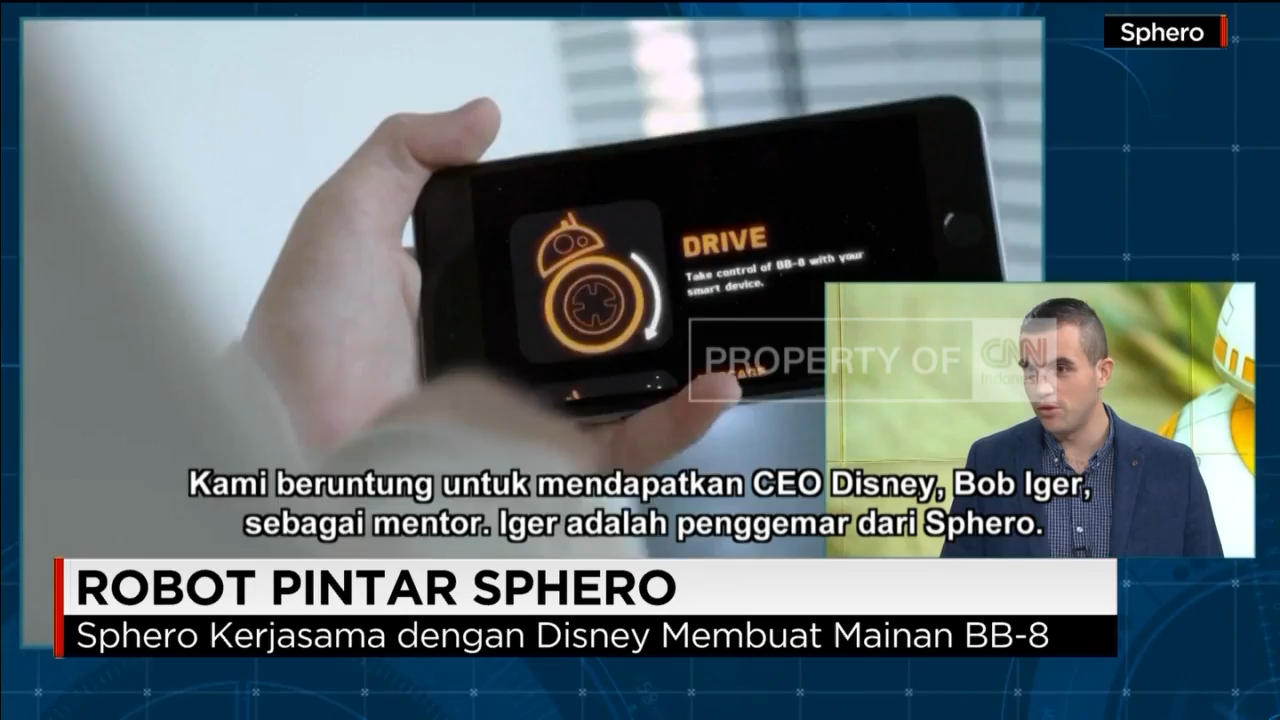 Sphero
DRIVE
Take control of BB-8 with your
smart device.
PROPERTY OF CNN
Indonesia
Kami beruntung untuk mendapatkan CEO Disney, Bob Iger,
sebagai mentor. Iger adalah penggemar dari Sphero.
ROBOT PINTAR SPHERO
Sphero Kerjasama dengan Disney Membuat Mainan BB-8